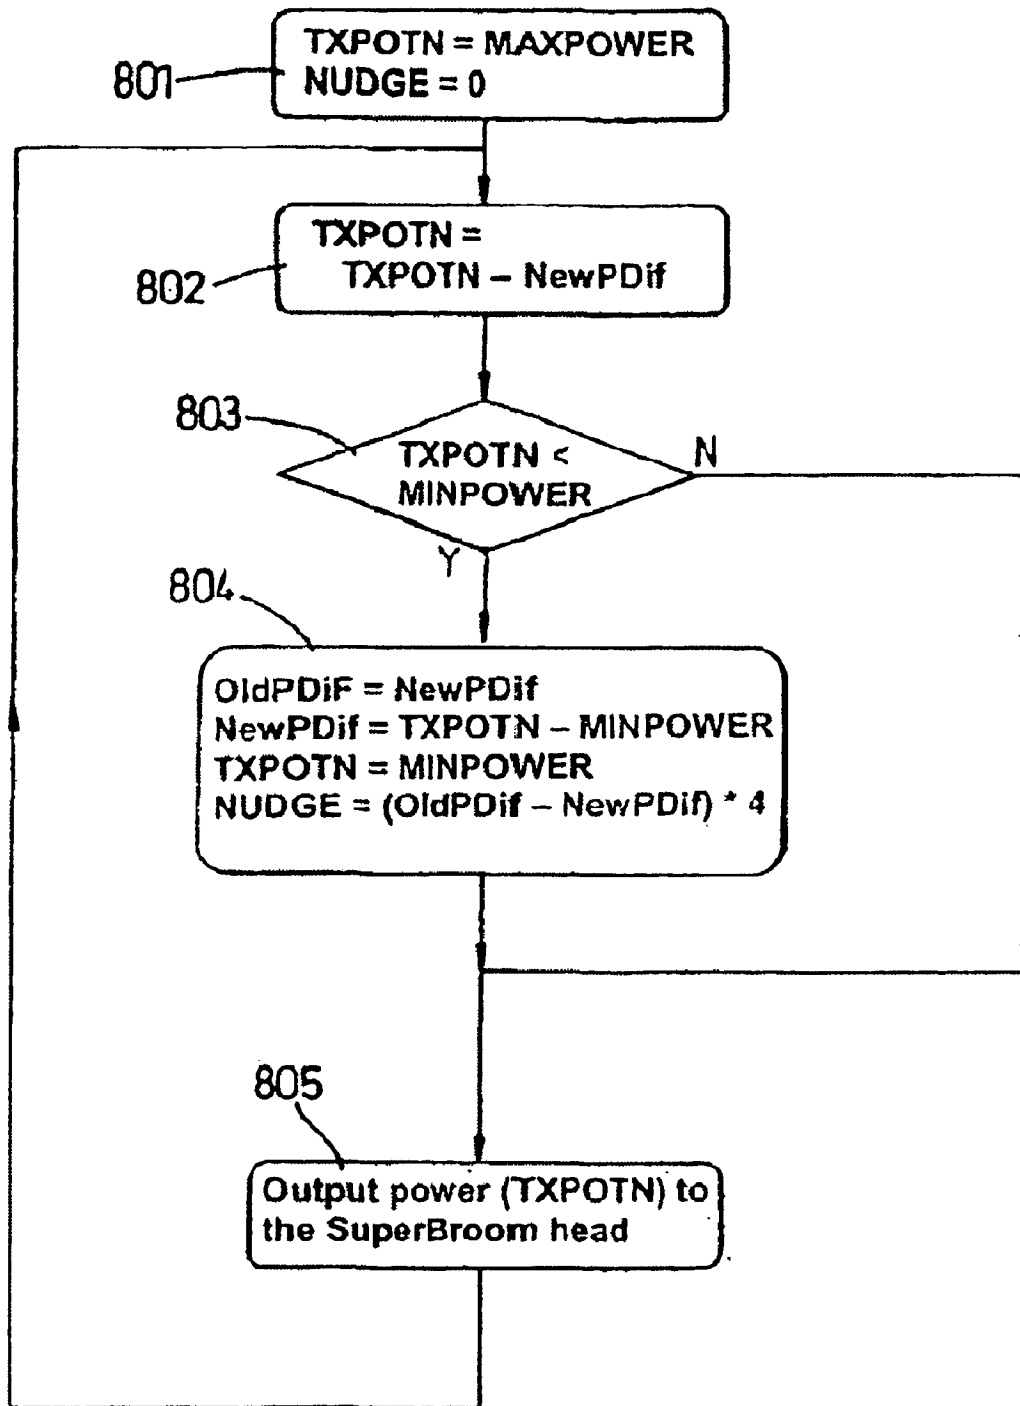 TXPOTN = MAXPOWER
NUDGE = 0
801
TXPOTN =
TXPOTN – NewPDif
802
803
TXPOTN <
MINPOWER
N
Y
804
OldPDiF = NewPDif
NewPDif = TXPOTN – MINPOWER
TXPOTN = MINPOWER
NUDGE = (OldPDif – NewPDif) * 4
805
Output power (TXPOTN) to
the SuperBroom head